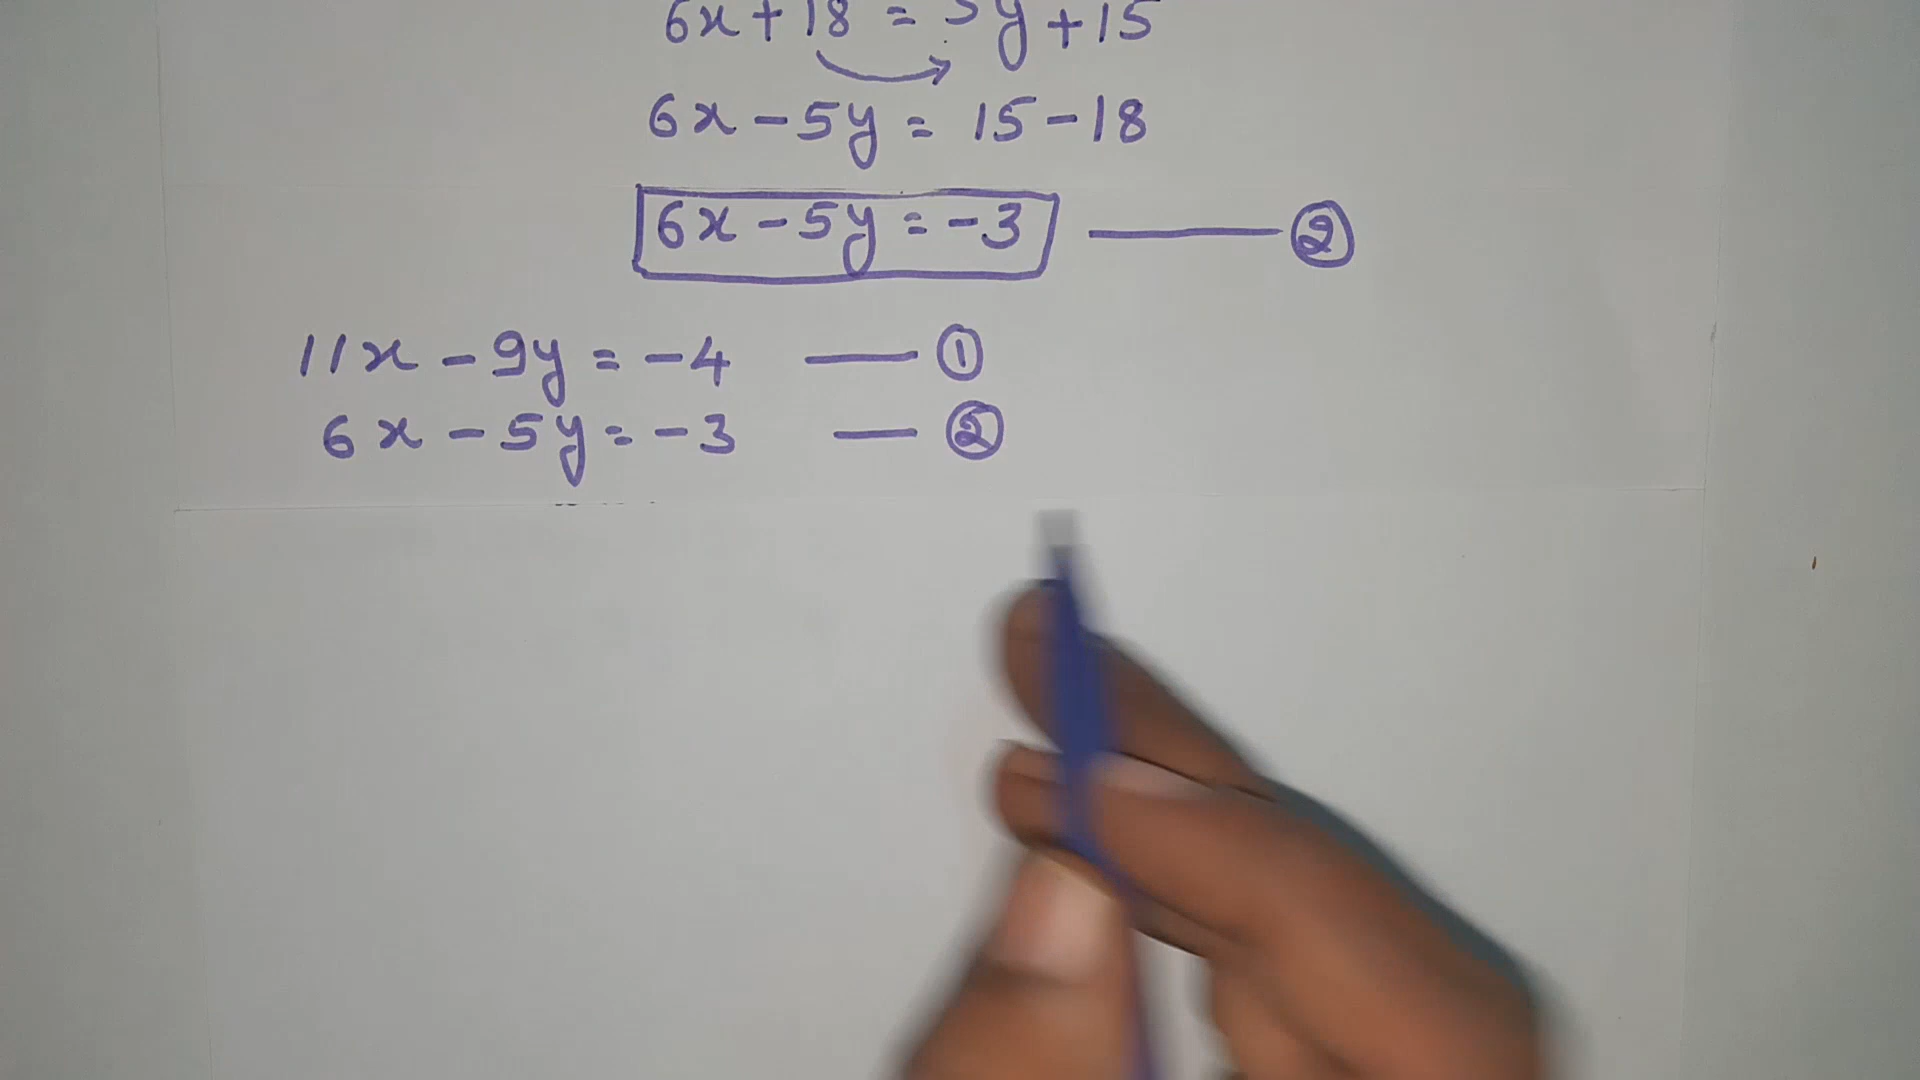 6x + 18 = 5y + 15
6x - 5y = 15 - 18
6x - 5y = -3 —— ②
11x - 9y = -4 —— ①
6x - 5y = -3 — ②